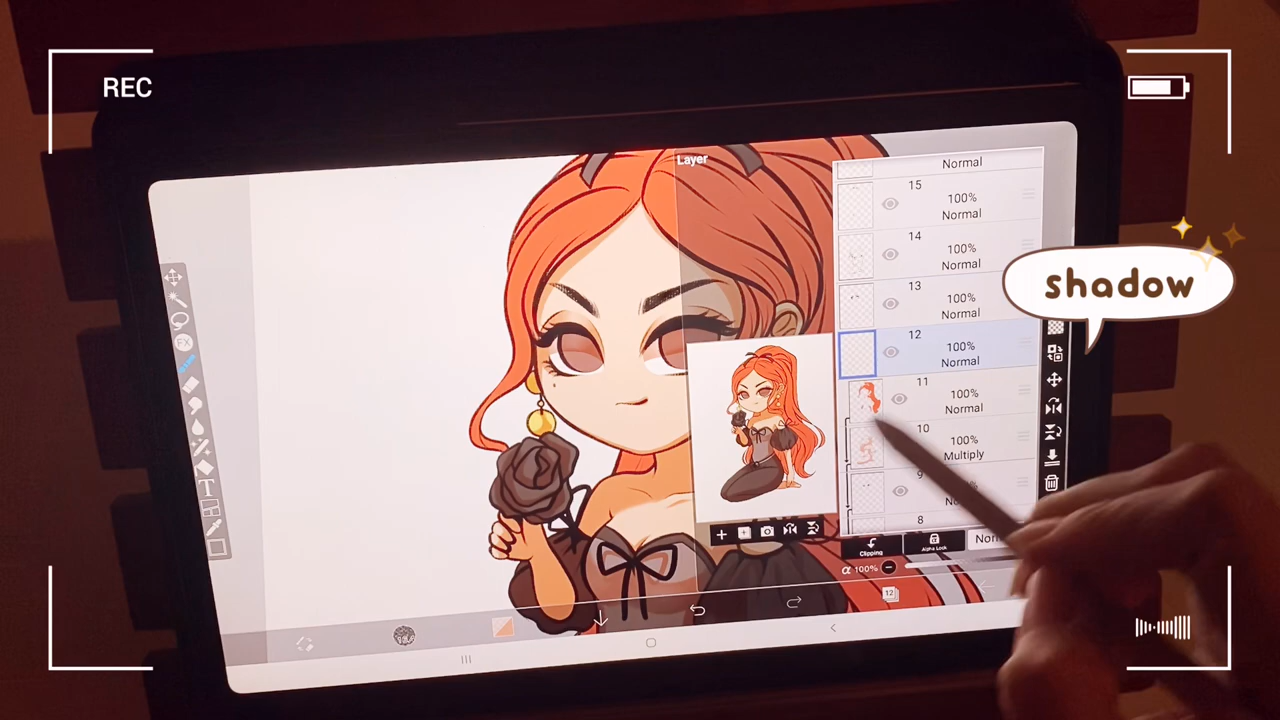 REC
Layer
Normal
15
100%
Normal
14
100%
Normal
13
100%
Normal
12
100%
Normal
11
100%
Normal
10
100%
Multiply
9
8
shadow
FX
T
Clipping
Alpha Lock
α 100%
12